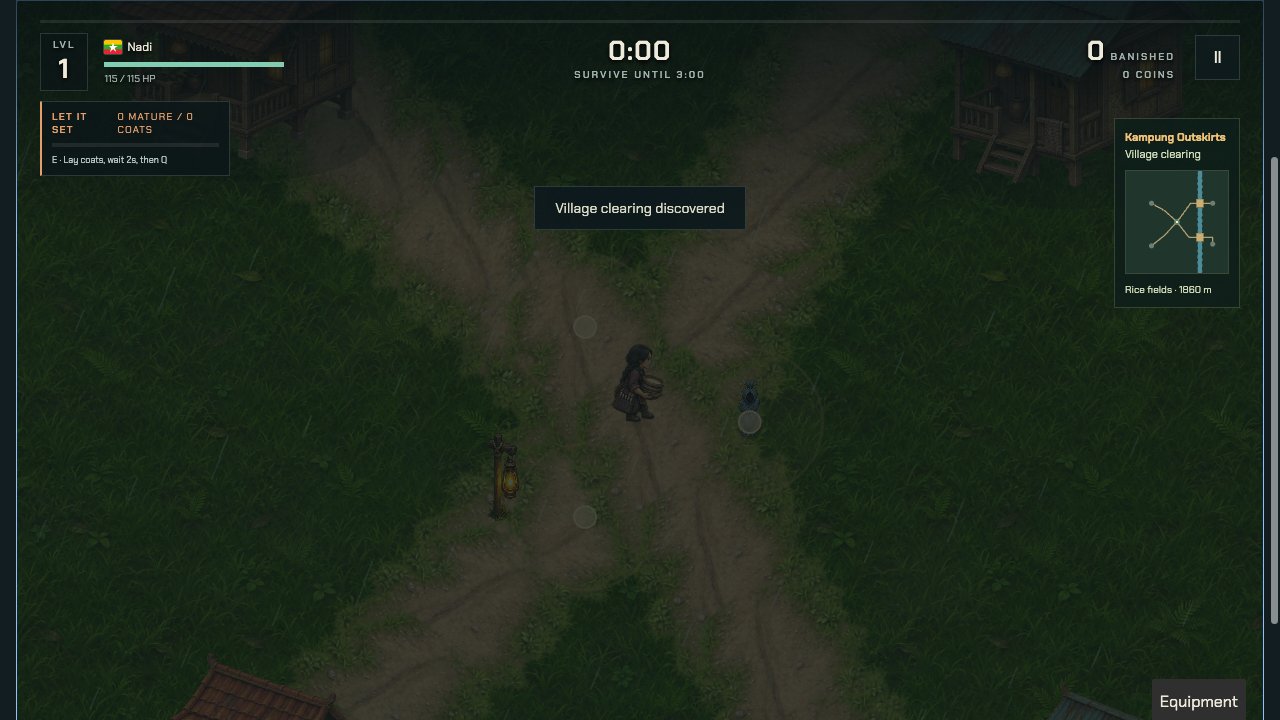 LVL
1
Nadi
115 / 115 HP
0:00
SURVIVE UNTIL 3:00
0 BANISHED
0 COINS
LET IT SET
0 MATURE / 0 COATS
E · Lay coats, wait 2s, then Q
Kampung Outskirts
Village clearing
Rice fields · 1860 m
Village clearing discovered
Equipment